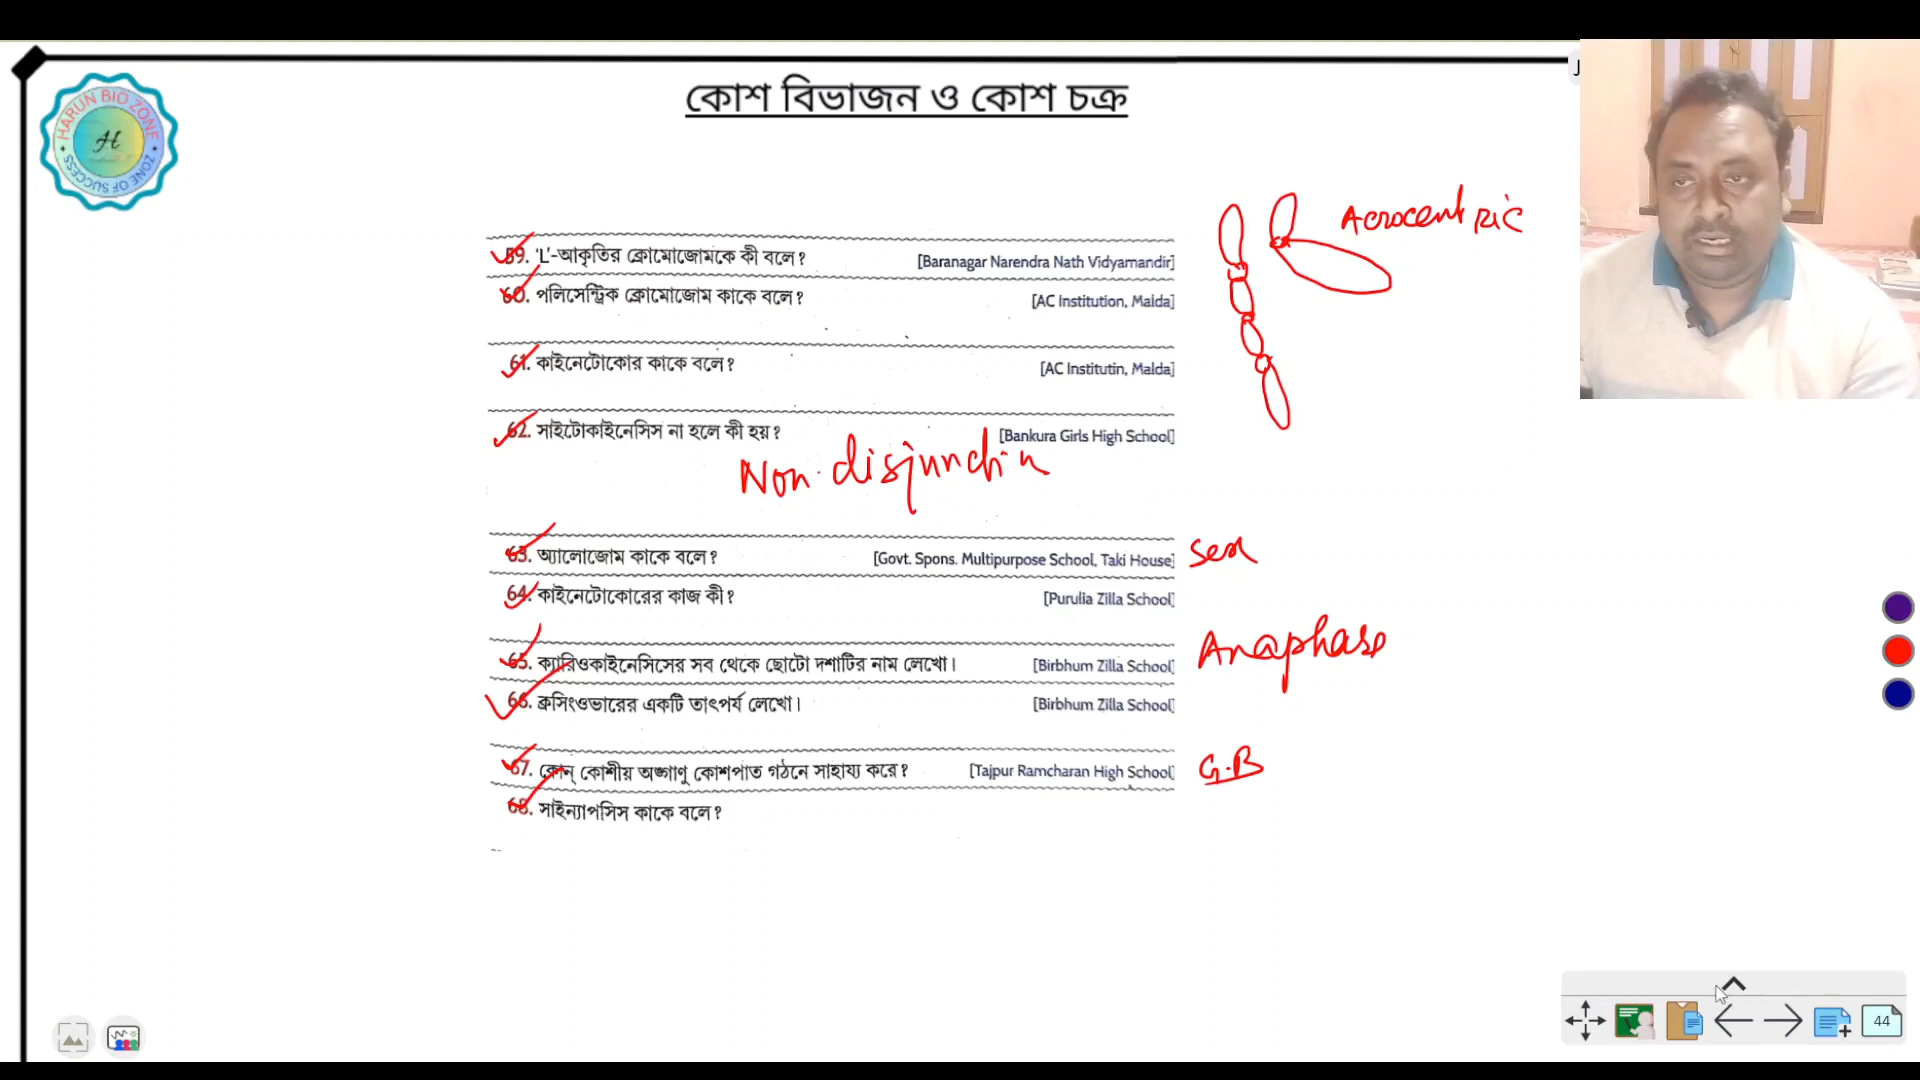 কোশ বিভাজন ও কোশ চক্র
HARUN BIO ZONE
H
ZONE OF SUCCESS
J
59. 'L'-আকৃতির ক্রোমোজোমকে কী বলে? [Baranagar Narendra Nath Vidyamandir]
Acrocentric
60. পলিসেন্ট্রিক ক্রোমোজোম কাকে বলে? [AC Institution, Malda]
61. কাইনেটোকোর কাকে বলে? [AC Institutin, Malda]
62. সাইটোকাইনেসিস না হলে কী হয়? [Bankura Girls High School]
Non-disjunction
63. অ্যালোজোম কাকে বলে? [Govt. Spons. Multipurpose School, Taki House] Sex
64. কাইনেটোকোরের কাজ কী? [Purulia Zilla School]
65. ক্যারিওকাইনেসিসের সব থেকে ছোটো দশাটির নাম লেখো। [Birbhum Zilla School] Anaphase
66. ক্রসিংওভারের একটি তাৎপর্য লেখো। [Birbhum Zilla School]
67. কোন্ কোশীয় অঙ্গাণু কোশপাত গঠনে সাহায্য করে? [Tajpur Ramcharan High School] G.B
68. সাইন্যাপসিস কাকে বলে?
44